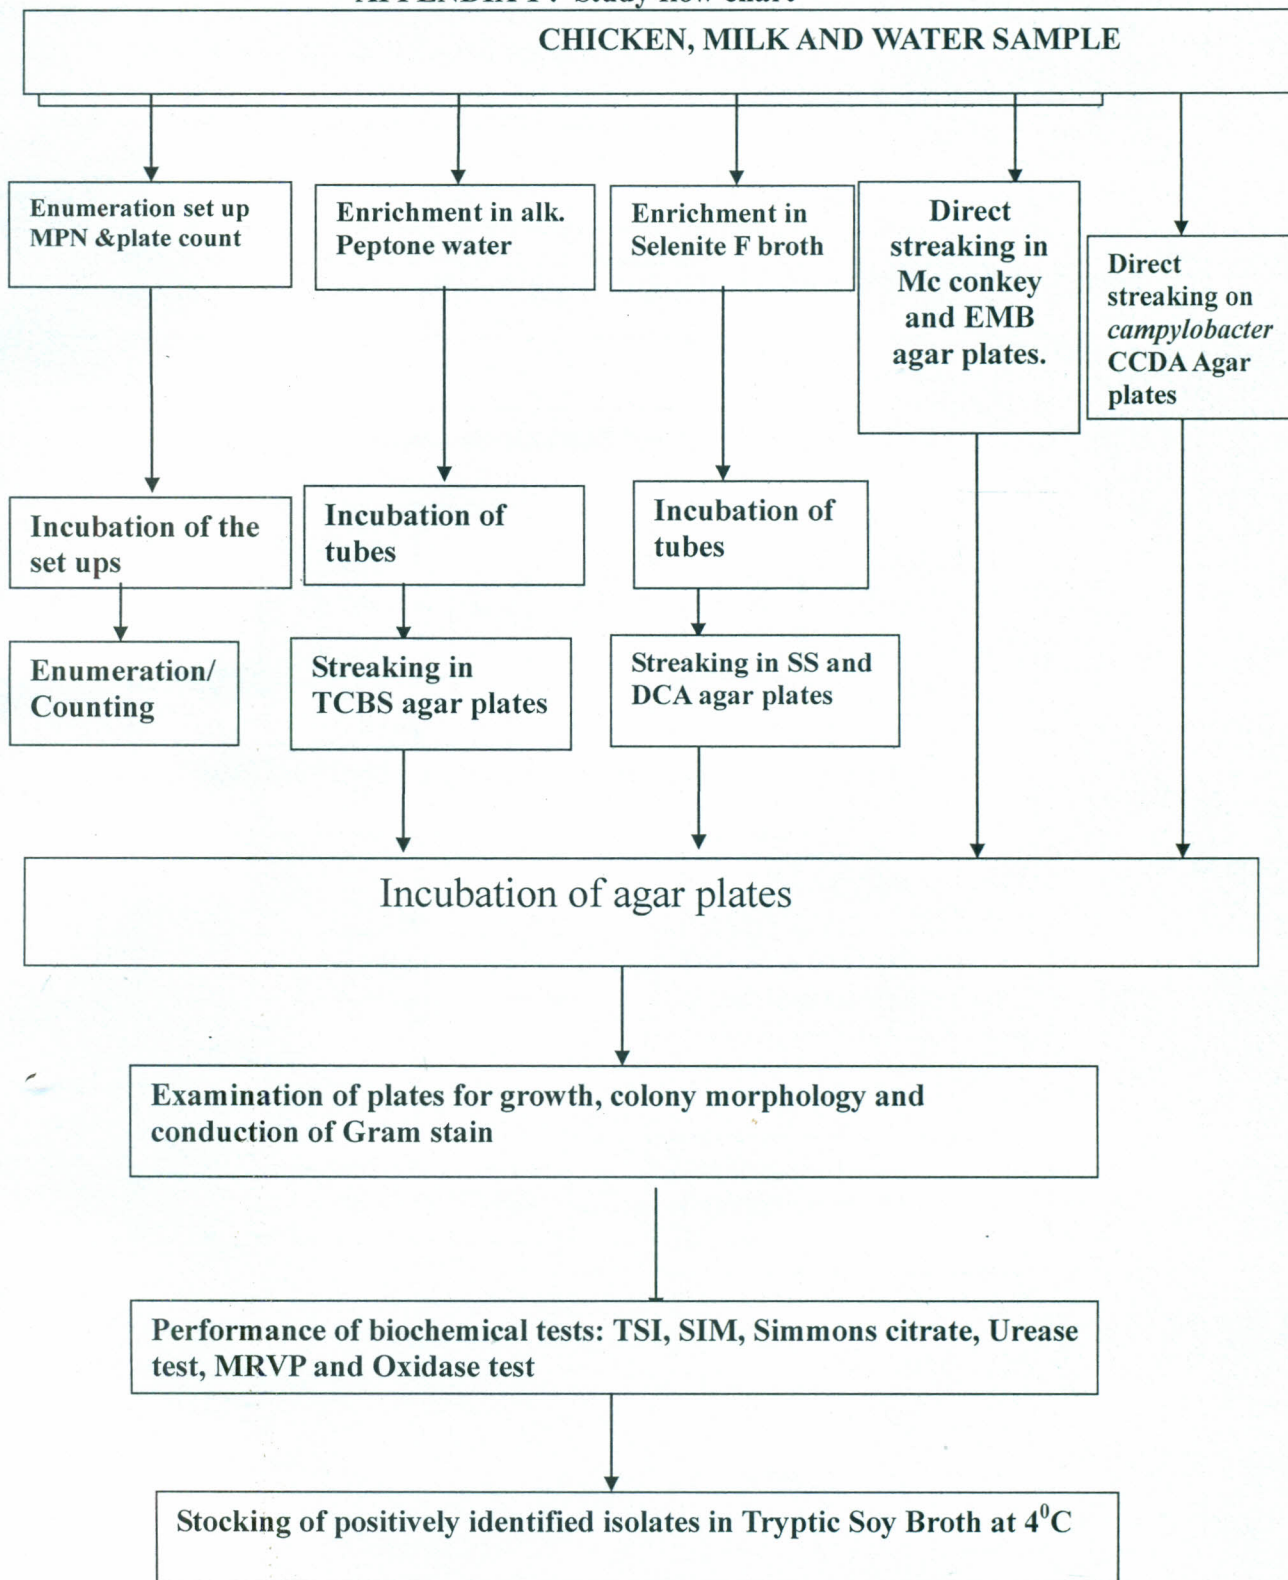 Study flow chart
CHICKEN, MILK AND WATER SAMPLE
Enumeration set up
MPN &plate count
Enrichment in alk.
Peptone water
Enrichment in
Selenite F broth
Direct
streaking in
Mc conkey
and EMB
agar plates.
Direct
streaking on
campylobacter
CCDA Agar
plates
Incubation of the
set ups
Incubation of
tubes
Incubation of
tubes
Enumeration/
Counting
Streaking in
TCBS agar plates
Streaking in SS and
DCA agar plates
Incubation of agar plates
Examination of plates for growth, colony morphology and
conduction of Gram stain
Performance of biochemical tests: TSI, SIM, Simmons citrate, Urease
test, MRVP and Oxidase test
Stocking of positively identified isolates in Tryptic Soy Broth at 4⁰C